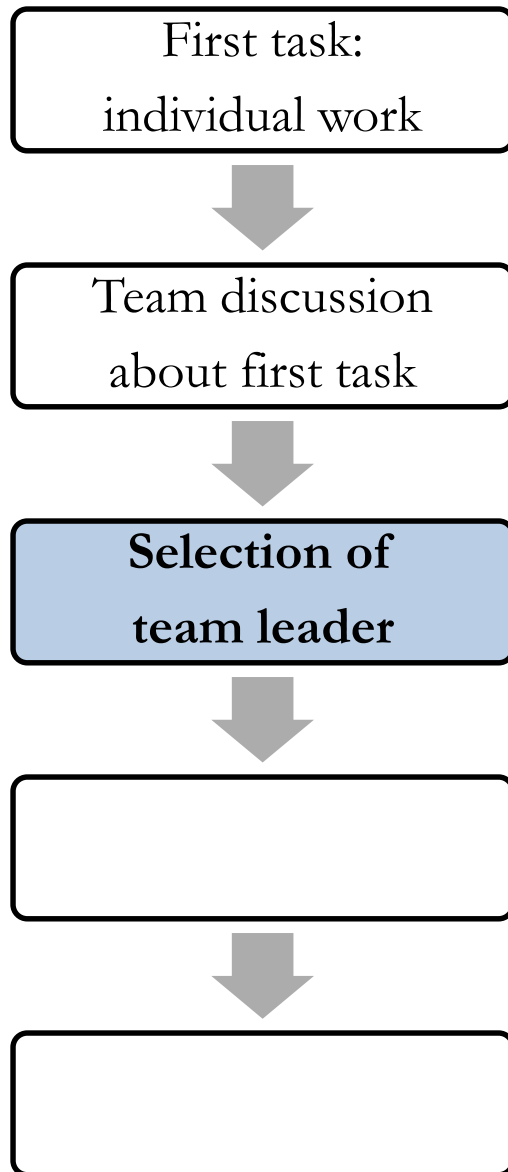 First task:
individual work
Team discussion
about first task
Selection of
team leader